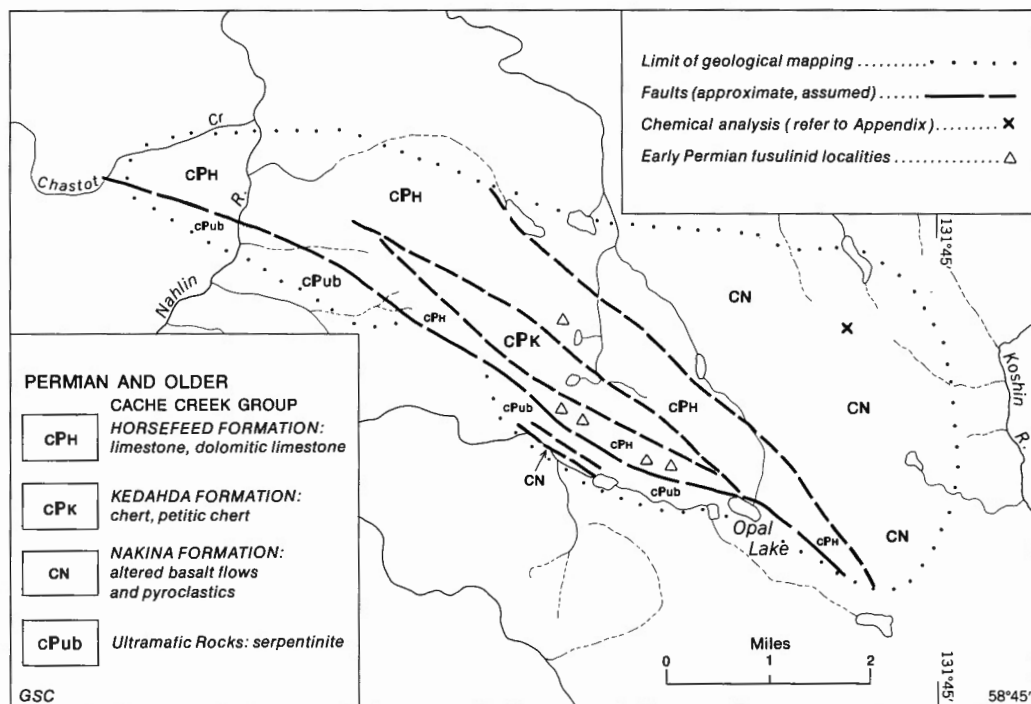 Limit of geological mapping
Faults (approximate, assumed)
Chemical analysis (refer to Appendix)
Early Permian fusulinid localities
Chastot
Cr
Nahlin
R.
cPH
cPub
cPub
cPH
cPH
cPK
cPub
CN
cPH
cPH
cPub
Opal
Lake
cPH
CN
CN
CN
131°45'
Koshin
R.
PERMIAN AND OLDER
CACHE CREEK GROUP
cPH
HORSEFEED FORMATION:
limestone, dolomitic limestone
cPK
KEDAHDA FORMATION:
chert, petitic chert
CN
NAKINA FORMATION:
altered basalt flows
and pyroclastics
cPub
Ultramatic Rocks: serpentinite
GSC
Miles
0 1 2
131°45'
58°45'